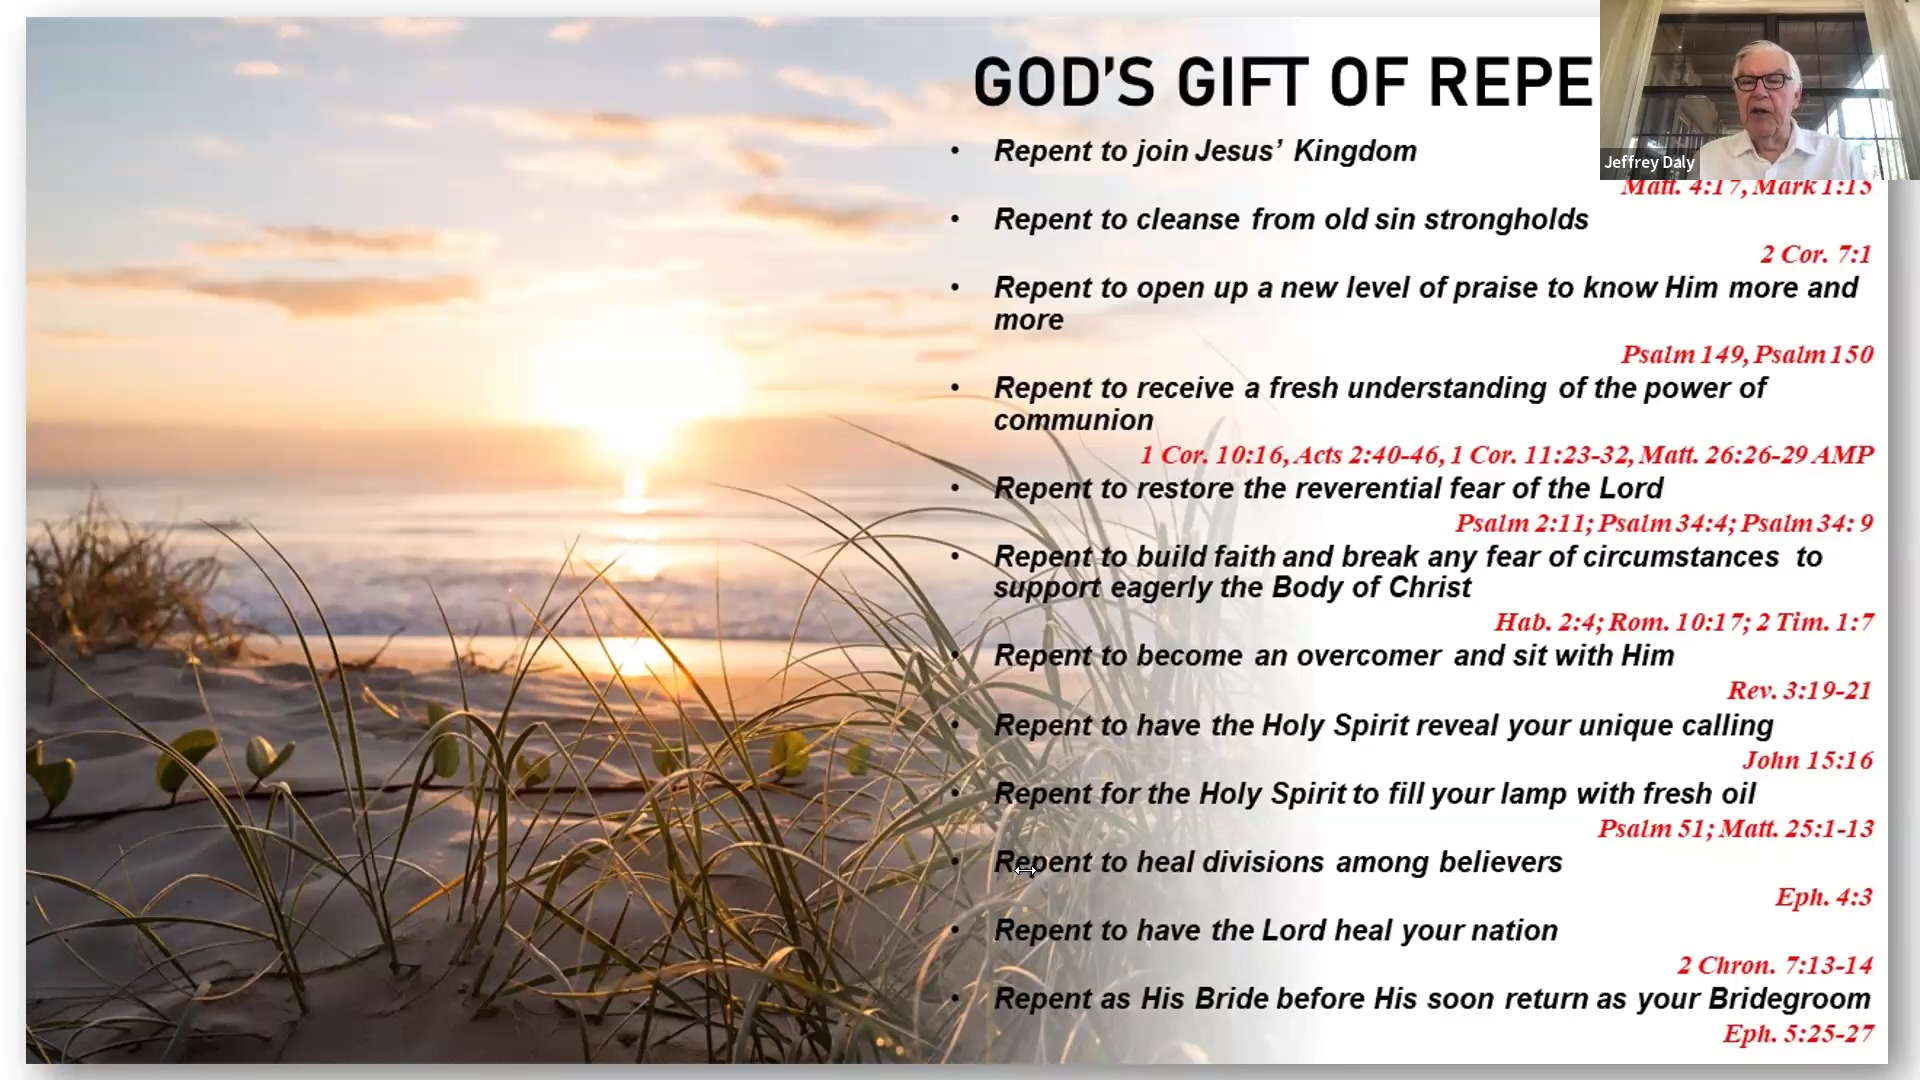 GOD'S GIFT OF REPE
Jeffrey Daly
• Repent to join Jesus' Kingdom
Matt. 4:17, Mark 1:15
• Repent to cleanse from old sin strongholds
2 Cor. 7:1
• Repent to open up a new level of praise to know Him more and
more
Psalm 149, Psalm 150
• Repent to receive a fresh understanding of the power of
communion
1 Cor. 10:16, Acts 2:40-46, 1 Cor. 11:23-32, Matt. 26:26-29 AMP
• Repent to restore the reverential fear of the Lord
Psalm 2:11; Psalm 34:4; Psalm 34: 9
• Repent to build faith and break any fear of circumstances to
support eagerly the Body of Christ
Hab. 2:4; Rom. 10:17; 2 Tim. 1:7
• Repent to become an overcomer and sit with Him
Rev. 3:19-21
• Repent to have the Holy Spirit reveal your unique calling
John 15:16
• Repent for the Holy Spirit to fill your lamp with fresh oil
Psalm 51; Matt. 25:1-13
• Repent to heal divisions among believers
Eph. 4:3
• Repent to have the Lord heal your nation
2 Chron. 7:13-14
• Repent as His Bride before His soon return as your Bridegroom
Eph. 5:25-27